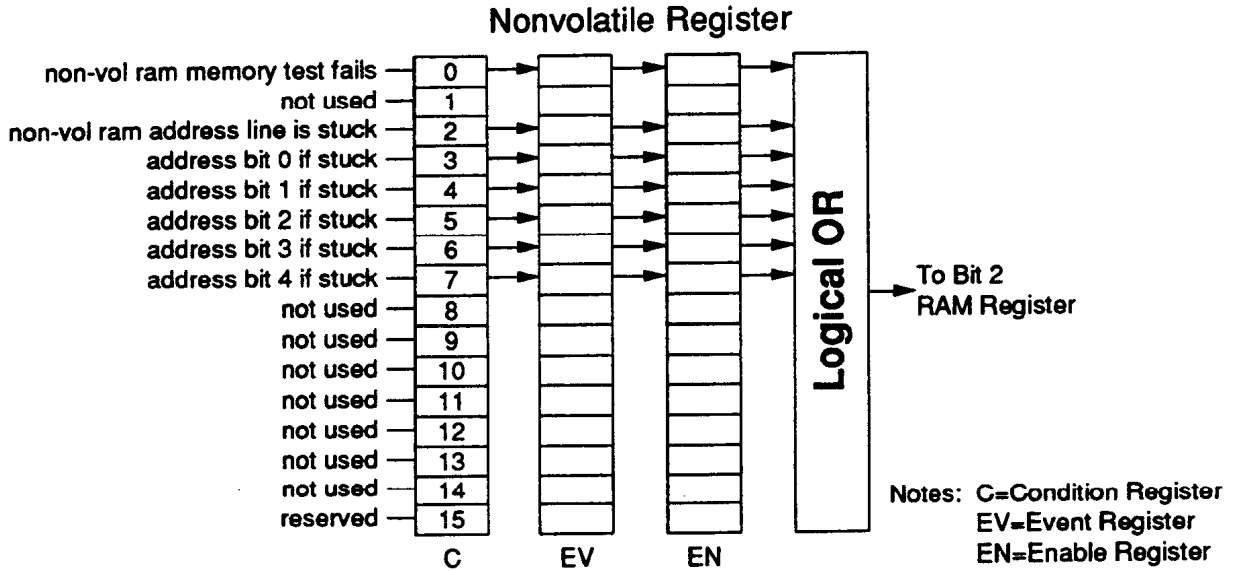 Nonvolatile Register
non-vol ram memory test fails 0
not used 1
non-vol ram address line is stuck 2
address bit 0 if stuck 3
address bit 1 if stuck 4
address bit 2 if stuck 5
address bit 3 if stuck 6
address bit 4 if stuck 7
not used 8
not used 9
not used 10
not used 11
not used 12
not used 13
not used 14
reserved 15
C EV EN
Logical OR
To Bit 2
RAM Register
Notes: C=Condition Register
EV=Event Register
EN=Enable Register